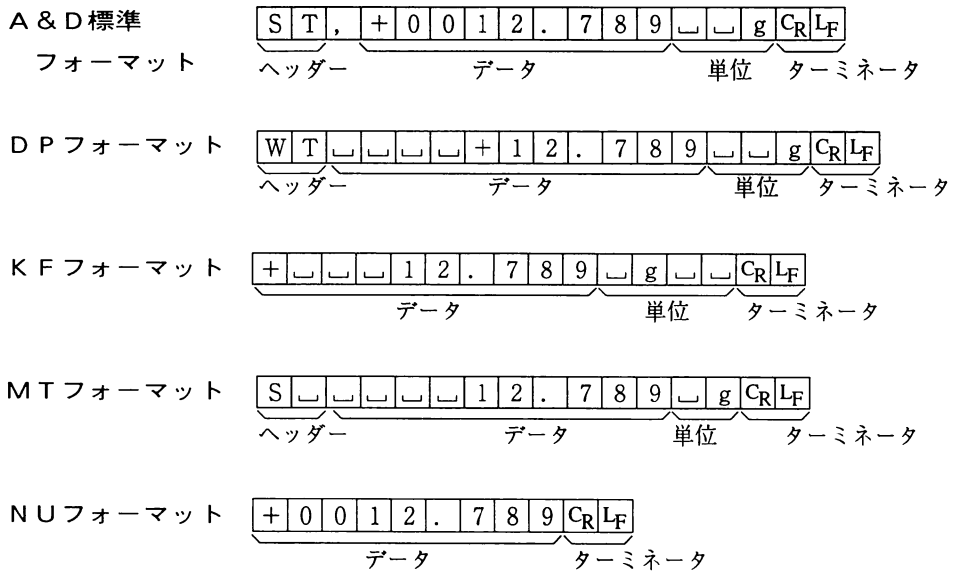 A&D標準 ST,+0012.789␣␣gCRLF
フォーマット ヘッダー データ 単位 ターミネータ
DPフォーマット WT␣␣␣␣+12.789␣␣gCRLF
ヘッダー データ 単位 ターミネータ
KFフォーマット +␣␣␣12.789␣g␣␣CRLF
データ 単位 ターミネータ
MTフォーマット S␣␣␣␣␣12.789␣gCRLF
ヘッダー データ 単位 ターミネータ
NUフォーマット +0012.789CRLF
データ ターミネータ